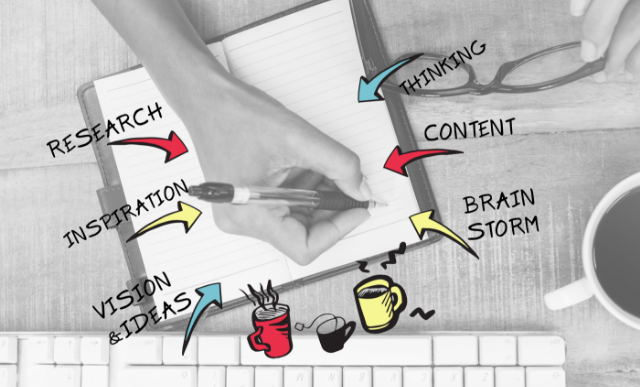 THINKING
RESEARCH
CONTENT
INSPIRATION
BRAIN
STORM
VISION
&IDEAS